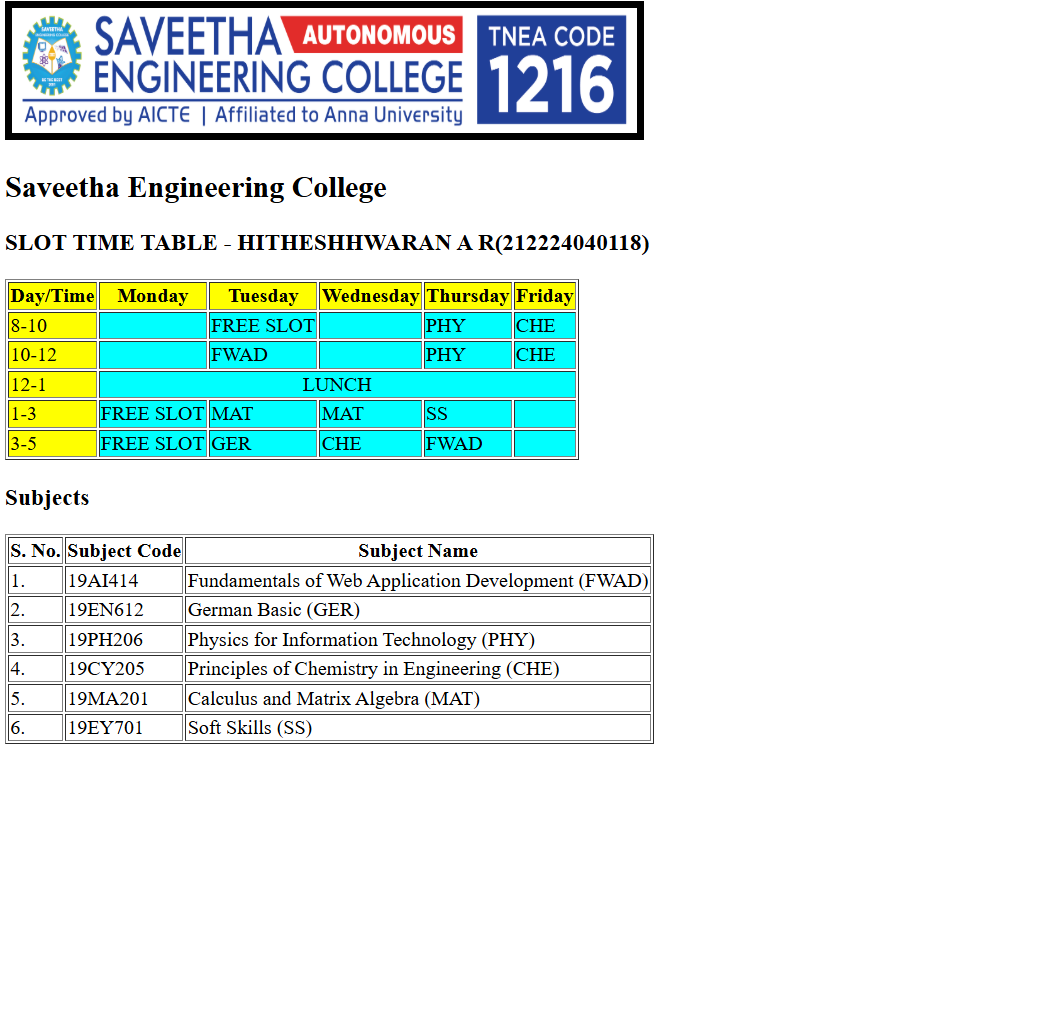 SAVEETHA AUTONOMOUS
ENGINEERING COLLEGE
Approved by AICTE | Affiliated to Anna University
TNEA CODE
1216
Saveetha Engineering College
SLOT TIME TABLE - HITHESHHWARAN A R(212224040118)
Day/Time Monday Tuesday Wednesday Thursday Friday
8-10 FREE SLOT PHY CHE
10-12 FWAD PHY CHE
12-1 LUNCH
1-3 FREE SLOT MAT MAT SS
3-5 FREE SLOT GER CHE FWAD
Subjects
S. No. Subject Code Subject Name
1. 19AI414 Fundamentals of Web Application Development (FWAD)
2. 19EN612 German Basic (GER)
3. 19PH206 Physics for Information Technology (PHY)
4. 19CY205 Principles of Chemistry in Engineering (CHE)
5. 19MA201 Calculus and Matrix Algebra (MAT)
6. 19EY701 Soft Skills (SS)